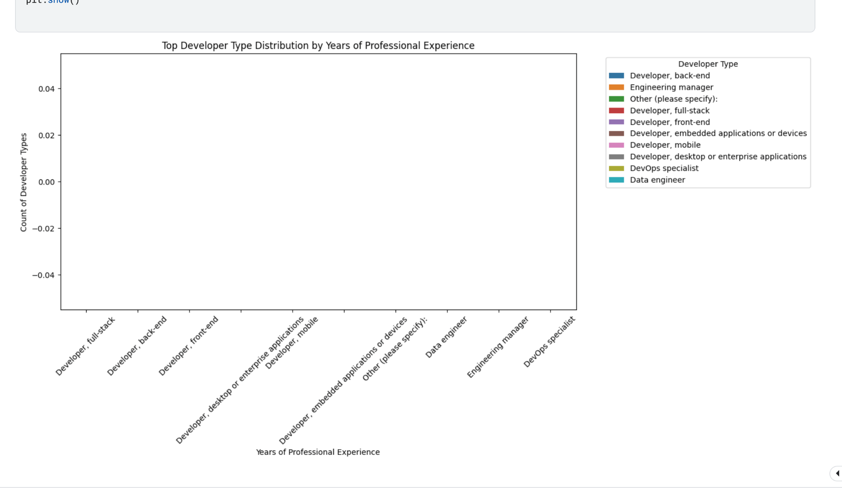 plt.show()
Top Developer Type Distribution by Years of Professional Experience
Developer Type
Developer, back-end
Engineering manager
Other (please specify):
Developer, full-stack
Developer, front-end
Developer, embedded applications or devices
Developer, mobile
Developer, desktop or enterprise applications
DevOps specialist
Data engineer
Count of Developer Types
0.04
0.02
0.00
−0.02
−0.04
Developer, full-stack
Developer, back-end
Developer, front-end
Developer, desktop or enterprise applications
Developer, mobile
Developer, embedded applications or devices
Other (please specify):
Data engineer
Engineering manager
DevOps specialist
Years of Professional Experience